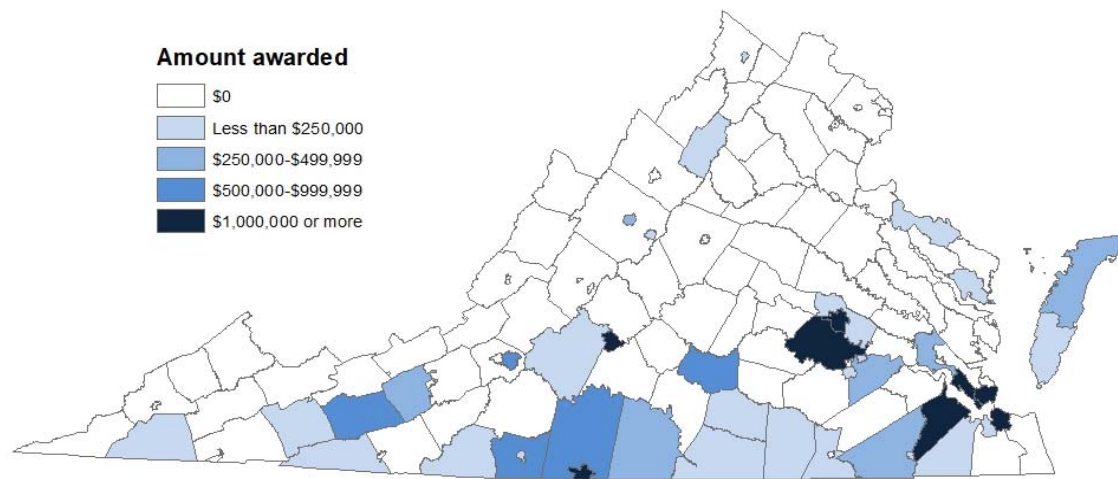 Amount awarded
$0
Less than $250,000
$250,000-$499,999
$500,000-$999,999
$1,000,000 or more